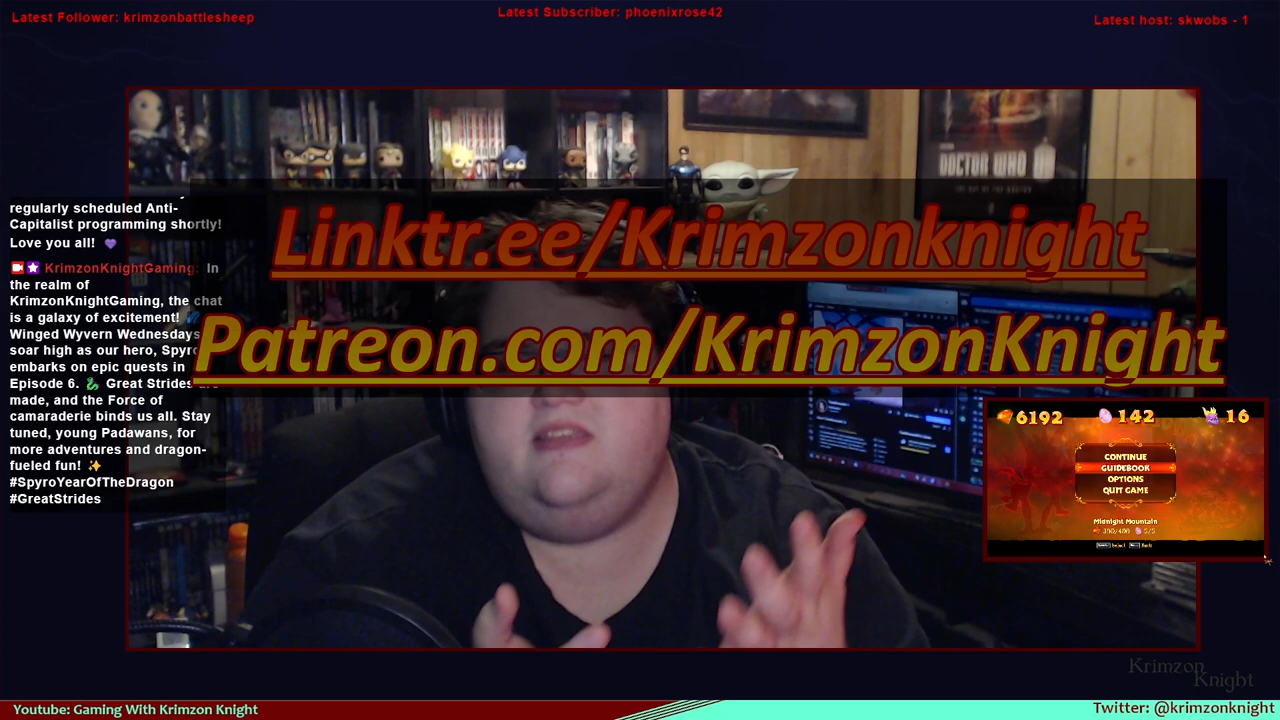 Latest Follower: krimzonbattlesheep
Latest Subscriber: phoenixrose42
Latest host: skwobs - 1
DOCTOR WHO
regularly scheduled Anti-
Capitalist programming shortly!
Love you all! 💜
KrimzonKnightGaming: In
the realm of
KrimzonKnightGaming, the chat
is a galaxy of excitement!
Winged Wyvern Wednesdays
soar high as our hero, Spyro
embarks on epic quests in
Episode 6. 🐉 Great Strides are
made, and the Force of
camaraderie binds us all. Stay
tuned, young Padawans, for
more adventures and dragon-
fueled fun! ✨
#SpyroYearOfTheDragon
#GreatStrides
Linktr.ee/Krimzonknight
Patreon.com/KrimzonKnight
6192
142
16
CONTINUE
GUIDEBOOK
OPTIONS
QUIT GAME
Midnight Mountain
Krimzon
Knight
Youtube: Gaming With Krimzon Knight
Twitter: @krimzonknight